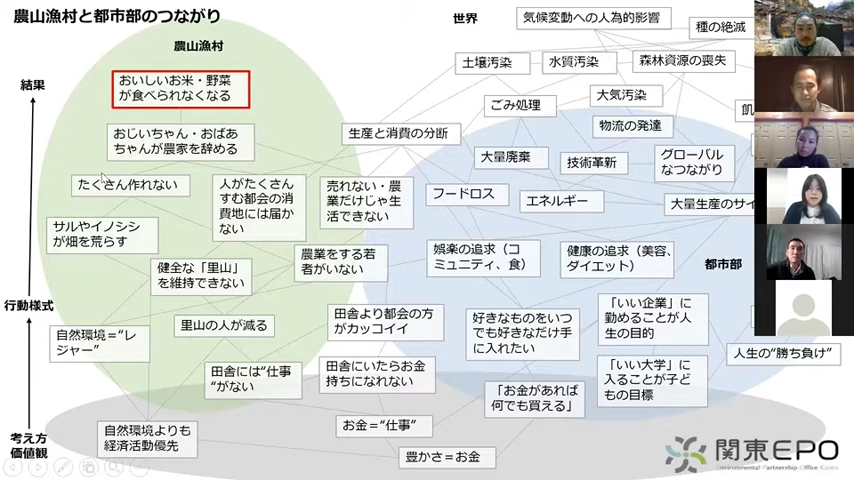 農山漁村と都市部のつながり
世界
気候変動への人為的影響
種の絶滅
農山漁村
土壌汚染
水質汚染
森林資源の喪失
結果
おいしいお米・野菜
が食べられなくなる
ごみ処理
大気汚染
飢
物流の発達
おじいちゃん・おばあ
ちゃんが農家を辞める
生産と消費の分断
大量廃棄
技術革新
グローバル
なつながり
たくさん作れない
人がたくさん
すむ都会の消
費地には届か
ない
売れない・農
業だけじゃ生
活できない
フードロス
エネルギー
大量生産のサイ
サルやイノシシ
が畑を荒らす
農業をする若
者がいない
娯楽の追求（コ
ミュニティ、食）
健康の追求（美容、
ダイエット）
都市部
健全な「里山」
を維持できない
行動様式
自然環境＝“レ
ジャー”
里山の人が減る
田舎より都会の方
がカッコイイ
好きなものをいつ
でも好きなだけ手
に入れたい
「いい企業」に
勤めることが人
生の目的
人生の“勝ち負け”
田舎には“仕事”
がない
田舎にいたらお金
持ちになれない
「いい大学」に
入ることが子ど
もの目標
「お金があれば
何でも買える」
考え方
価値観
自然環境よりも
経済活動優先
お金＝“仕事”
豊かさ＝お金
関東EPO
Environmental Partnership Office Kanto